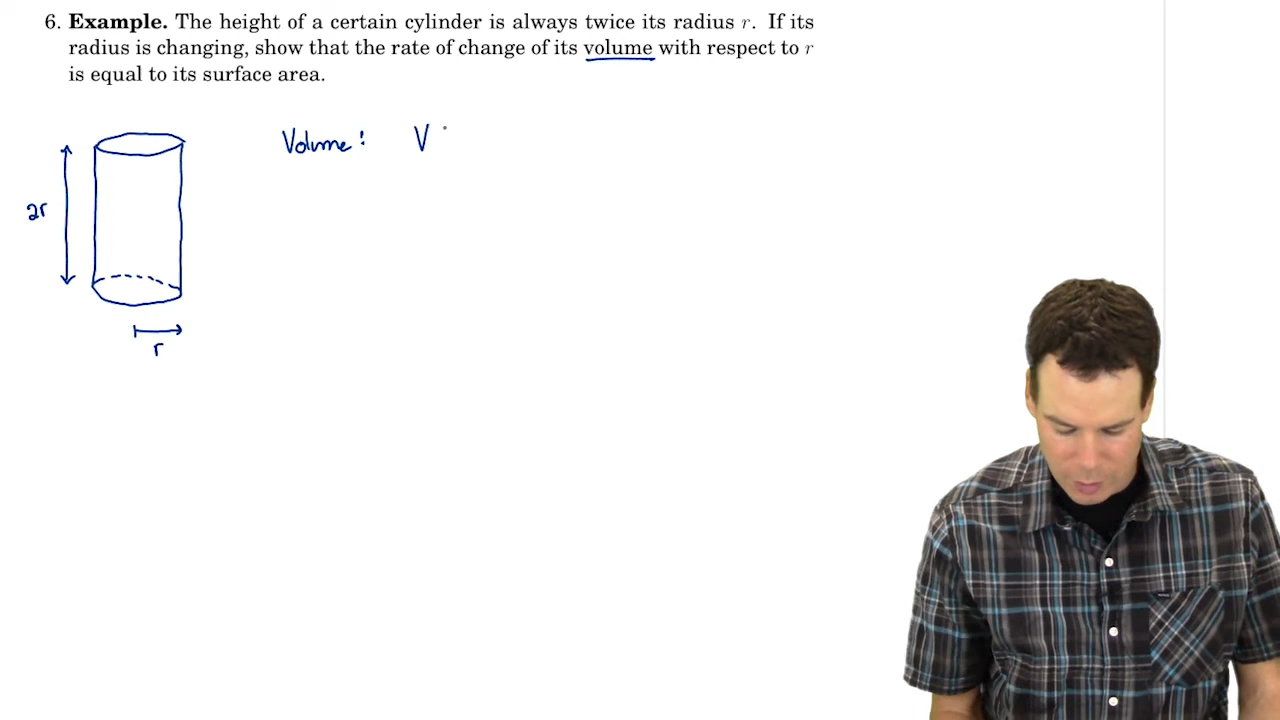 6. Example. The height of a certain cylinder is always twice its radius r. If its
radius is changing, show that the rate of change of its volume with respect to r
is equal to its surface area.
Volume: V
2r
r